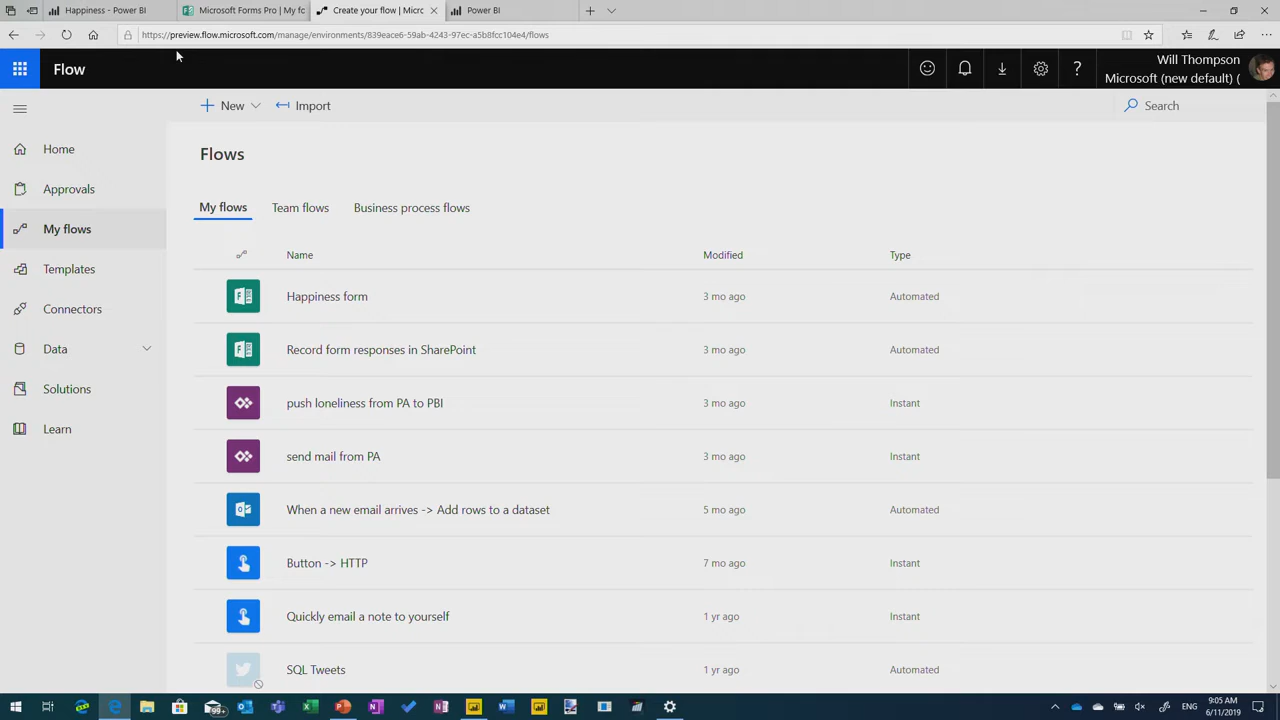 Happiness - Power BI
Microsoft Forms Pro | My fo
Create your flow | Micro
Power BI
https://preview.flow.microsoft.com/manage/environments/839eace6-59ab-4243-97ec-a5b8fcc104e4/flows
Flow
Will Thompson
Microsoft (new default) (
New
Import
Search
Home
Approvals
My flows
Templates
Connectors
Data
Solutions
Learn
Flows
My flows
Team flows
Business process flows
Name
Modified
Type
Happiness form
3 mo ago
Automated
Record form responses in SharePoint
3 mo ago
Automated
push loneliness from PA to PBI
3 mo ago
Instant
send mail from PA
3 mo ago
Instant
When a new email arrives -> Add rows to a dataset
5 mo ago
Automated
Button -> HTTP
7 mo ago
Instant
Quickly email a note to yourself
1 yr ago
Instant
SQL Tweets
1 yr ago
Automated
99+
9:05 AM
6/11/2019